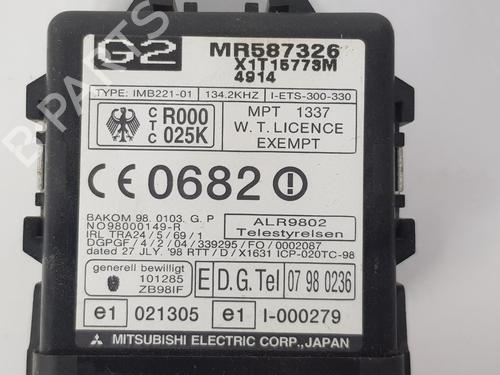 G2
MR587326
X1T15773M
4914
TYPE: IMB221-01 134.2KHZ I-ETS-300-330
CTC R000 025K
MPT 1337
W. T. LICENCE
EXEMPT
CE 0682
BAKOM 98. 0103. G. P
NO98000149-R
IRL TRA24 / 5 / 69 / 1
ALR9802
Telestyrelsen
DGPGF / 4 / 2 / 04 / 339295 / FO / 0002087
dated 27 JLY. '98 RTT / D / X1631 ICP-020TC-98
generell bewilligt
101285
ZB98IF
E D.G.Tel 07 98 0236
e1 021305 e1 I-000279
MITSUBISHI ELECTRIC CORP., JAPAN